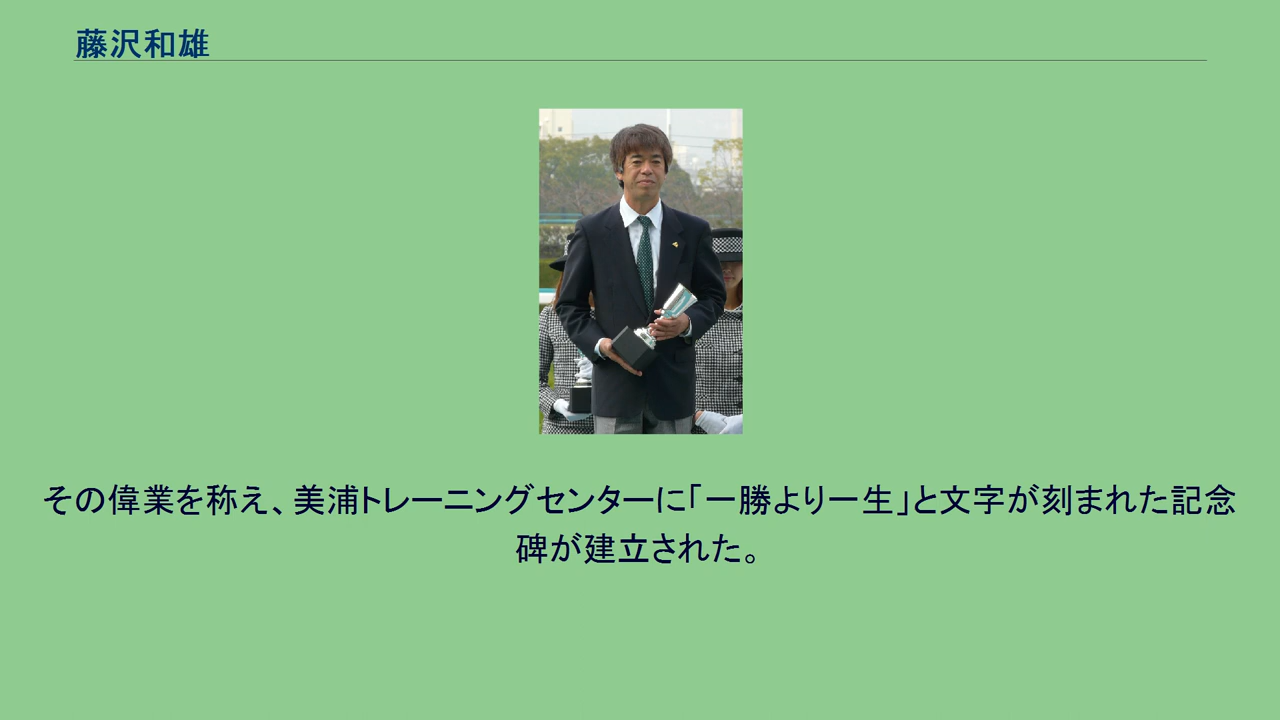 藤沢和雄
その偉業を称え、美浦トレーニングセンターに「一勝より一生」と文字が刻まれた記念
碑が建立された。